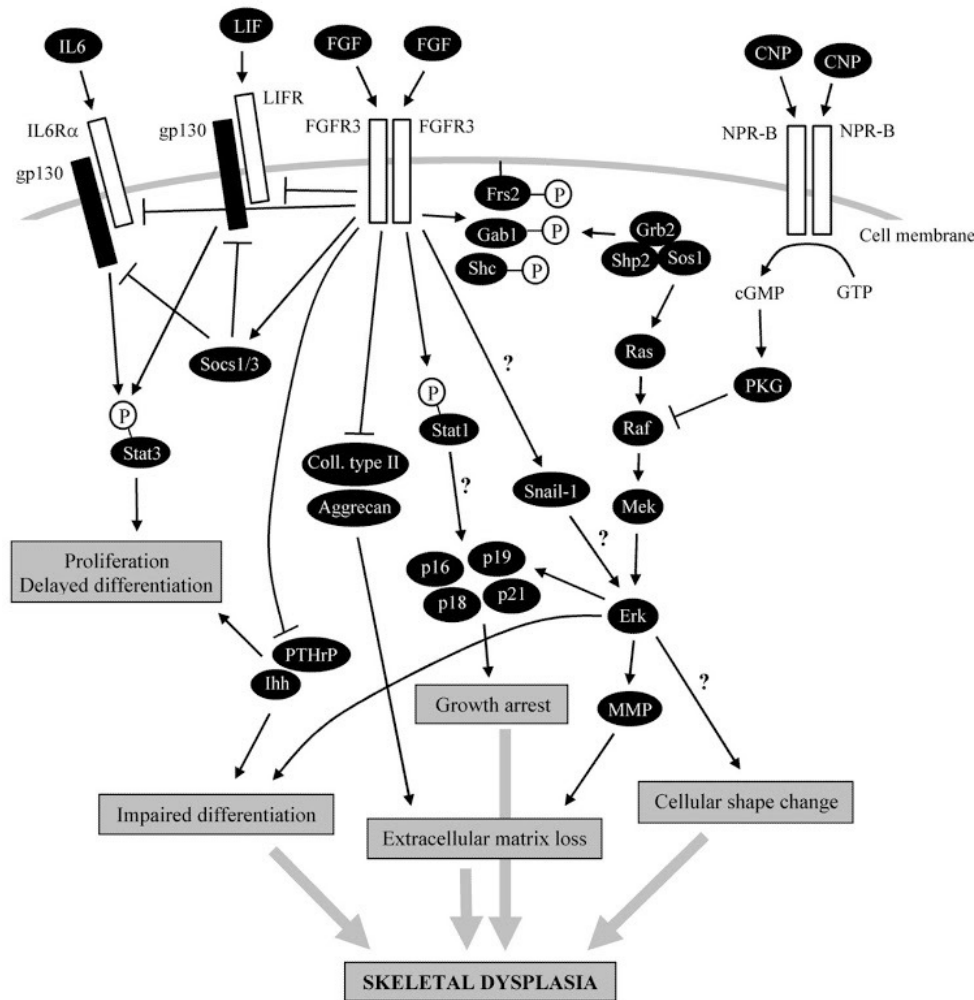 LIF
IL6
FGF
FGF
CNP
CNP
LIFR
IL6Rα
gp130
FGFR3
FGFR3
NPR-B
NPR-B
gp130
Frs2
P
Gab1
P
Grb2
Shp2
Sos1
Shc
P
Cell membrane
cGMP
GTP
Socs1/3
Ras
?
PKG
P
P
Stat3
Stat1
Raf
Coll. type II
?
Snail-1
Mek
Aggrecan
?
Proliferation
Delayed differentiation
p16
p19
p18
p21
Erk
PTHrP
Ihh
?
Growth arrest
MMP
Impaired differentiation
Cellular shape change
Extracellular matrix loss
SKELETAL DYSPLASIA